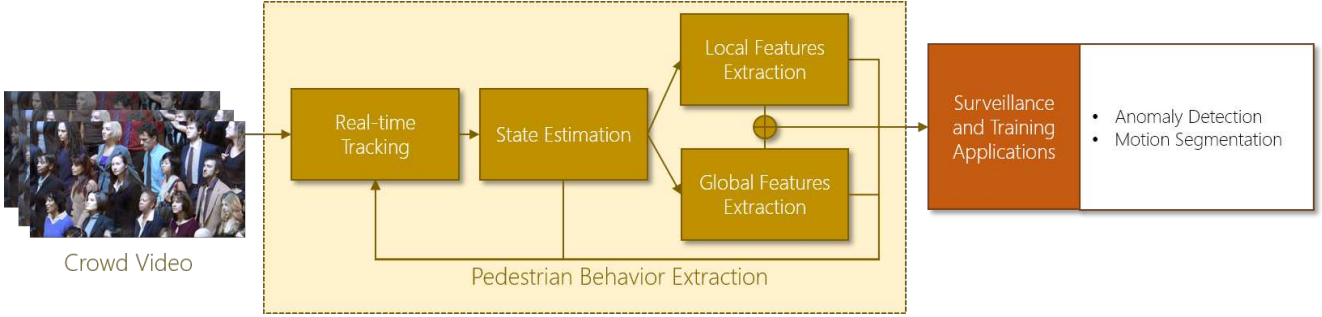 Crowd Video
Real-time
Tracking
State Estimation
Local Features
Extraction
Global Features
Extraction
Pedestrian Behavior Extraction
Surveillance
and Training
Applications
• Anomaly Detection
• Motion Segmentation